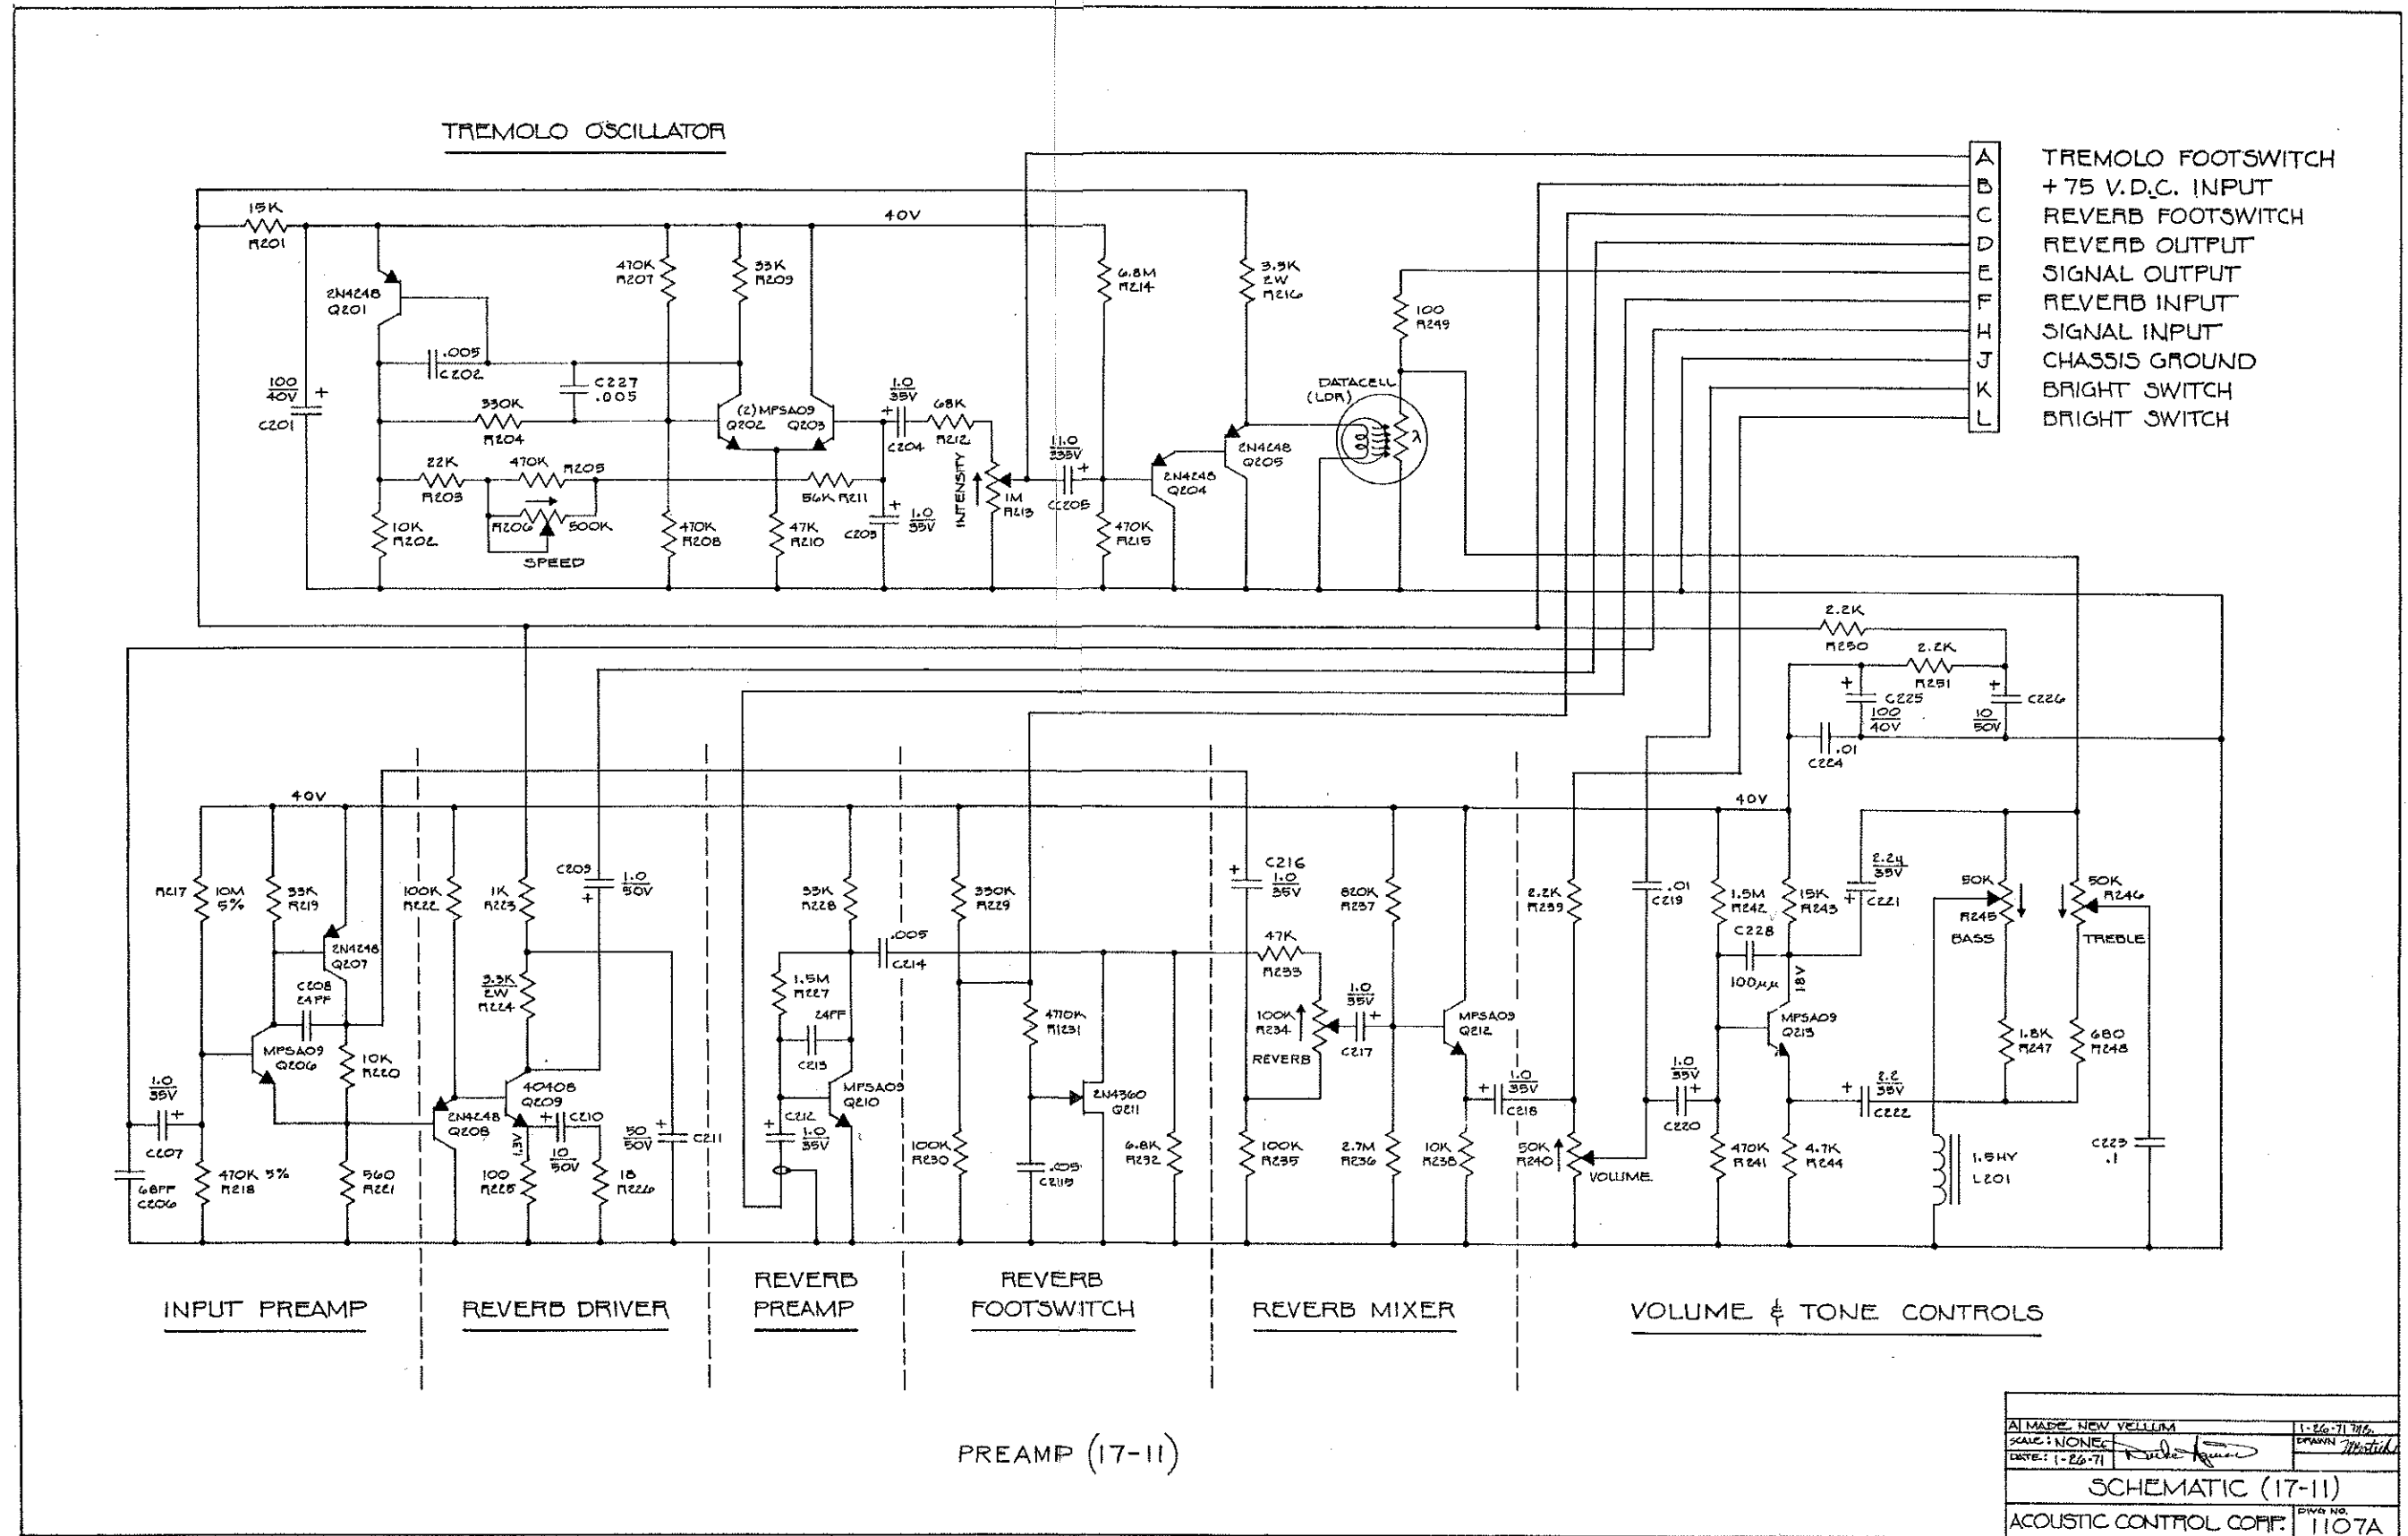 TREMOLO OSCILLATOR
A TREMOLO FOOTSWITCH
B +75 V.D.C. INPUT
C REVERB FOOTSWITCH
D REVERB OUTPUT
E SIGNAL OUTPUT
F REVERB INPUT
H SIGNAL INPUT
J CHASSIS GROUND
K BRIGHT SWITCH
L BRIGHT SWITCH
15K
R201
40V
2N4248
Q201
470K
R207
33K
R209
6.8M
R214
3.3K
2W
R216
100
R249
.005
C202
C227
.005
100
40V
+
C201
330K
R204
(2) MPSA09
Q202
Q203
1.0
35V
+
C204
68K
R212
DATACELL
(LDR)
λ
22K
R203
470K
R205
R206
500K
SPEED
56K R211
INTENSITY
1M
R213
11.0
335V
+
C205
2N4248
Q204
2N4248
Q205
10K
R202
470K
R208
47K
R210
C203
+
1.0
35V
470K
R215
2.2K
R250
2.2K
R251
+
C225
100
40V
+
C226
10
50V
.01
C224
40V
40V
R217
10M
5%
33K
R219
2N4248
Q207
C208
24PF
MPSA09
Q206
10K
R220
1.0
35V
+
C207
68PF
C206
470K 5%
R218
560
R221
100K
R222
1K
R223
C209
1.0
50V
+
3.3K
2W
R224
40408
Q209
2N4248
Q208
+
C210
10
50V
100
R225
18
R226
50
50V
+
C211
33K
R228
.005
C214
1.5M
R227
24PF
C213
MPSA09
Q210
C212
+
1.0
35V
330K
R229
4770K
R1231
2N4360
Q211
100K
R230
.005
C2115
6.8K
R232
+
C216
1.0
35V
47K
R233
100K
R234
REVERB
1.0
35V
+
C217
820K
R237
MPSA09
Q212
100K
R235
2.7M
R236
10K
R238
+
1.0
35V
C218
2.2K
R239
50K
R240
VOLUME
.01
C219
1.0
35V
+
C220
1.5M
R242
15K
R243
C228
100μμ
18V
MPSA09
Q213
470K
R241
4.7K
R244
2.24
35V
+
C221
50K
R245
BASS
50K
R246
TREBLE
1.8K
R247
680
R248
+
2.2
35V
C222
1.5HY
L201
C223
.1
INPUT PREAMP
REVERB DRIVER
REVERB
PREAMP
REVERB
FOOTSWITCH
REVERB MIXER
VOLUME & TONE CONTROLS
PREAMP (17-11)
A MADE NEW VELLUM
1-26-71
SCALE: NONE
DRAWN
DATE: 1-26-71
SCHEMATIC (17-11)
ACOUSTIC CONTROL CORP.
DWG NO.
1107A